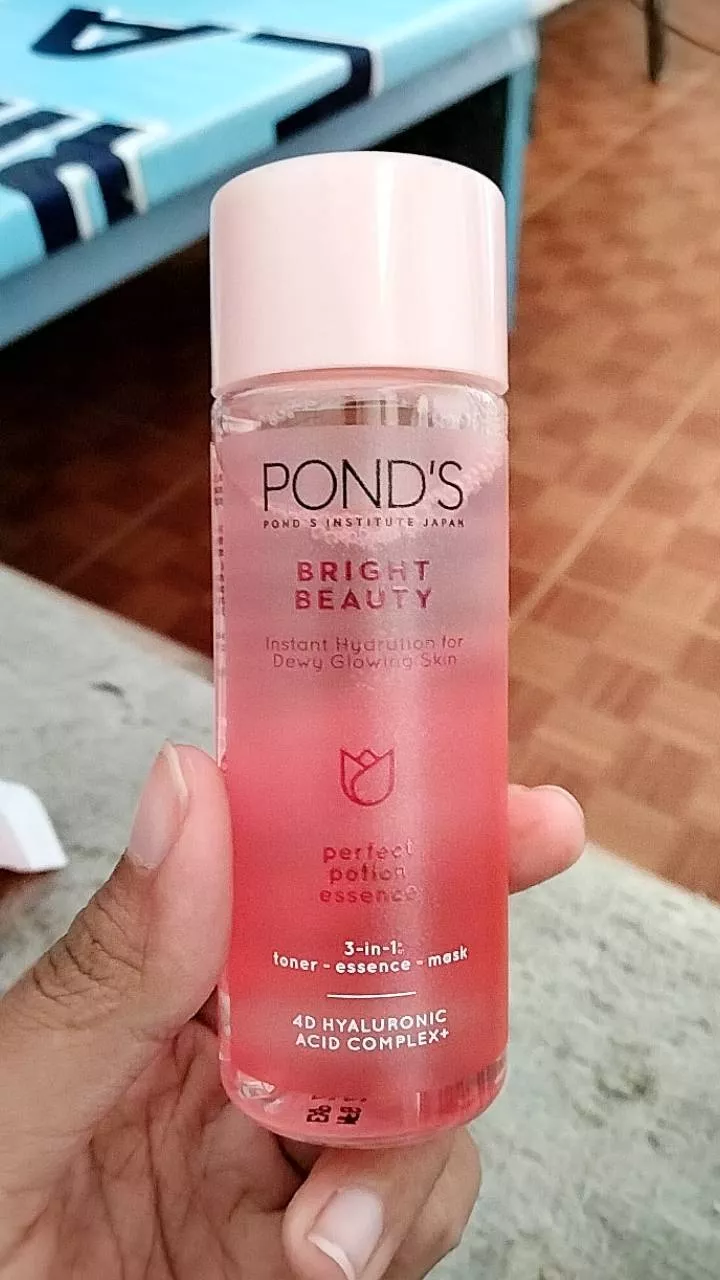 POND'S
POND'S INSTITUTE JAPAN
BRIGHT
BEAUTY
Instant Hydration for
Dewy Glowing Skin
perfect
potion
essence
3-in-1:
toner - essence - mask
4D HYALURONIC
ACID COMPLEX+